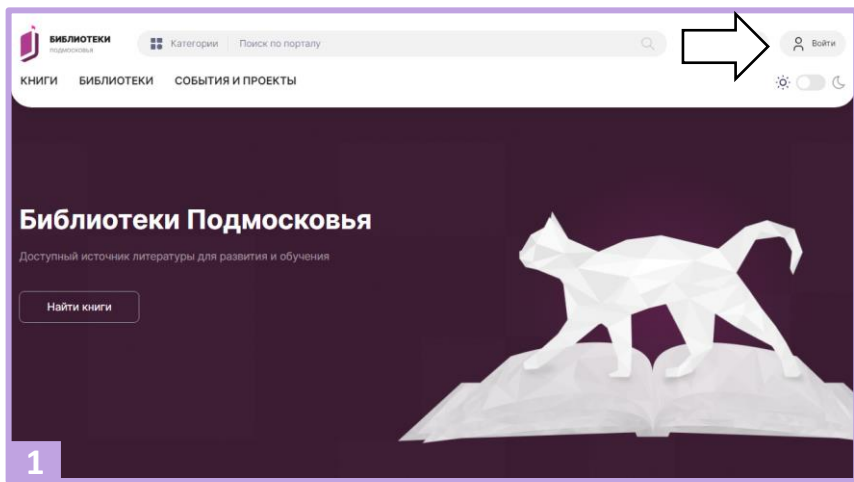 БИБЛИОТЕКИ
ПОДМОСКОВЬЯ
Категории Поиск по порталу
Войти
КНИГИ БИБЛИОТЕКИ СОБЫТИЯ И ПРОЕКТЫ
Библиотеки Подмосковья
Доступный источник литературы для развития и обучения
Найти книги
1